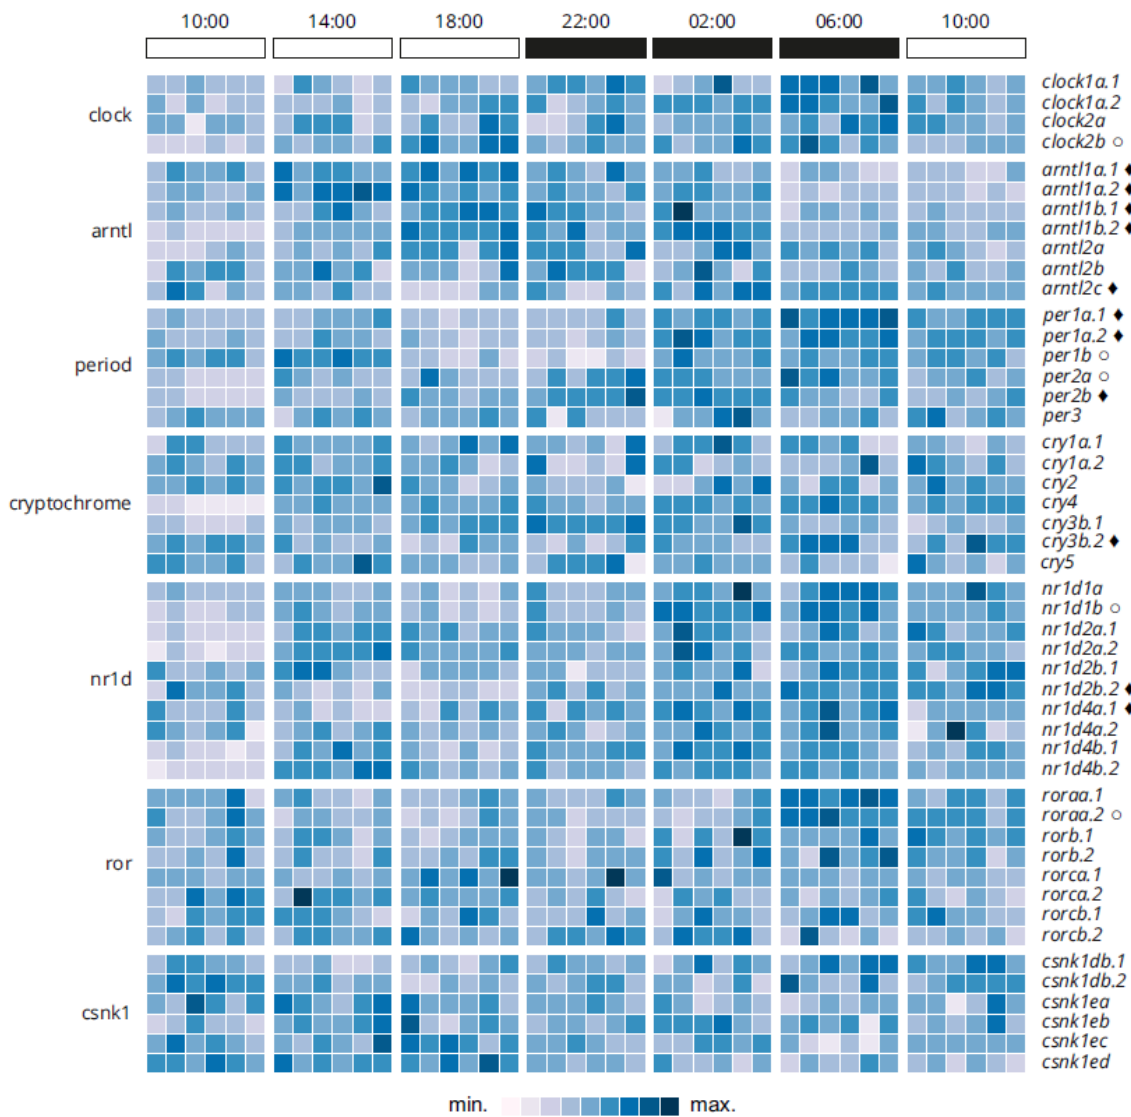 10:00 14:00 18:00 22:00 02:00 06:00 10:00
clock
clock1a.1
clock1a.2
clock2a
clock2b ○
arntl
arntl1a.1 ♦
arntl1a.2 ♦
arntl1b.1 ♦
arntl1b.2 ♦
arntl2a
arntl2b
arntl2c ♦
period
per1a.1 ♦
per1a.2 ♦
per1b ○
per2a ○
per2b ♦
per3
cryptochrome
cry1a.1
cry1a.2
cry2
cry4
cry3b.1
cry3b.2 ♦
cry5
nr1d
nr1d1a
nr1d1b ○
nr1d2a.1
nr1d2a.2
nr1d2b.1
nr1d2b.2 ♦
nr1d4a.1 ♦
nr1d4a.2
nr1d4b.1
nr1d4b.2
ror
roraa.1
roraa.2 ○
rorb.1
rorb.2
rorca.1
rorca.2
rorcb.1
rorcb.2
csnk1
csnk1db.1
csnk1db.2
csnk1ea
csnk1eb
csnk1ec
csnk1ed
min. max.